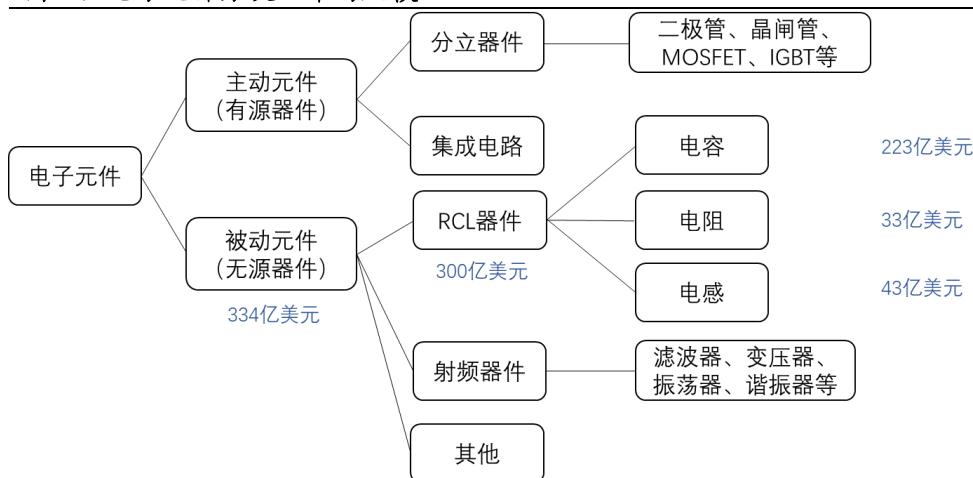 分立器件
二极管、晶闸管、
MOSFET、IGBT等
主动元件
(有源器件)
集成电路
电容
223亿美元
电子元件
RCL器件
300亿美元
电阻
33亿美元
被动元件
(无源器件)
334亿美元
电感
43亿美元
射频器件
滤波器、变压器、
振荡器、谐振器等
其他